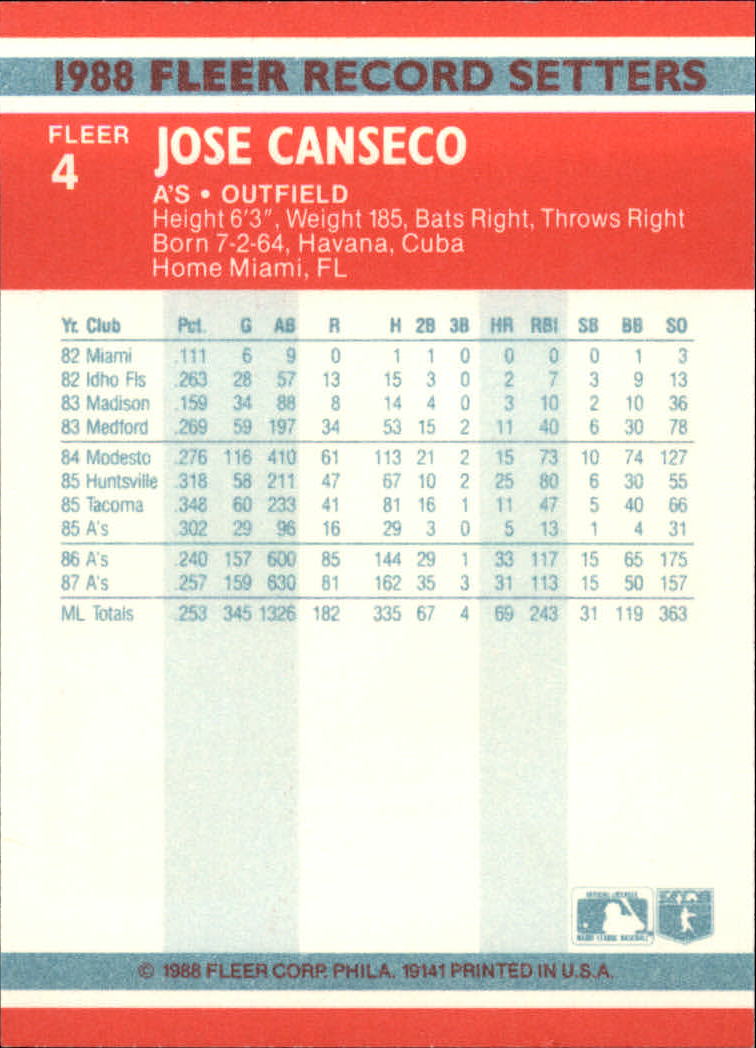 1988 FLEER RECORD SETTERS
FLEER
4
JOSE CANSECO
A'S • OUTFIELD
Height 6'3", Weight 185, Bats Right, Throws Right
Born 7-2-64, Havana, Cuba
Home Miami, FL
Yr. Club Pct. G AB R H 2B 3B HR RBI SB BB SO
82 Miami .111 6 9 0 1 1 0 0 0 0 1 3
82 Idho Fls .263 28 57 13 15 3 0 2 7 3 9 13
83 Madison .159 34 88 8 14 4 0 3 10 2 10 36
83 Medford .269 59 197 34 53 15 2 11 40 6 30 78
84 Modesto .276 116 410 61 113 21 2 15 73 10 74 127
85 Huntsville .318 58 211 47 67 10 2 25 80 6 30 55
85 Tacoma .348 60 233 41 81 16 1 11 47 5 40 66
85 A's .302 29 96 16 29 3 0 5 13 1 4 31
86 A's .240 157 600 85 144 29 1 33 117 15 65 175
87 A's .257 159 630 81 162 35 3 31 113 15 50 157
ML Totals .253 345 1326 182 335 67 4 69 243 31 119 363
MAJOR LEAGUE BASEBALL
© 1988 FLEER CORP. PHILA. 19141 PRINTED IN U.S.A.